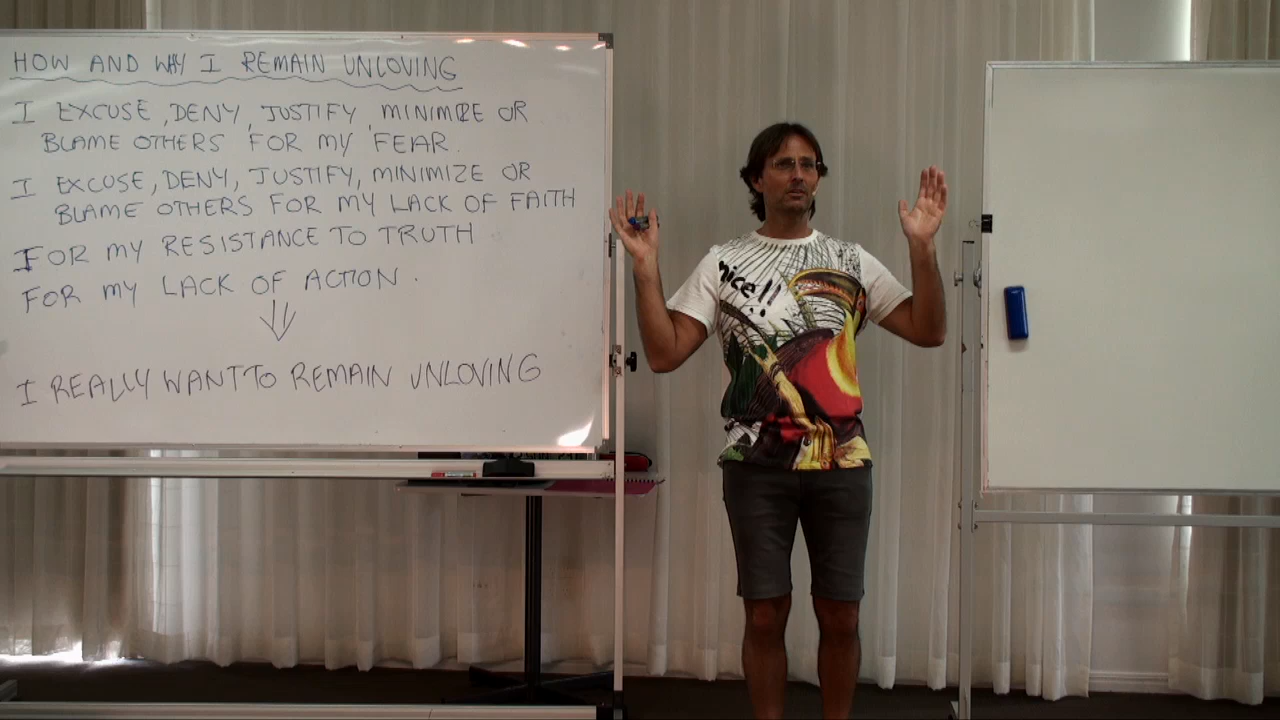 HOW AND WHY I REMAIN UNLOVING
I EXCUSE, DENY, JUSTIFY, MINIMIZE OR
BLAME OTHERS FOR MY FEAR.
I EXCUSE, DENY, JUSTIFY, MINIMIZE OR
BLAME OTHERS FOR MY LACK OF FAITH
FOR MY RESISTANCE TO TRUTH
FOR MY LACK OF ACTION.
I REALLY WANT TO REMAIN UNLOVING
nice!!